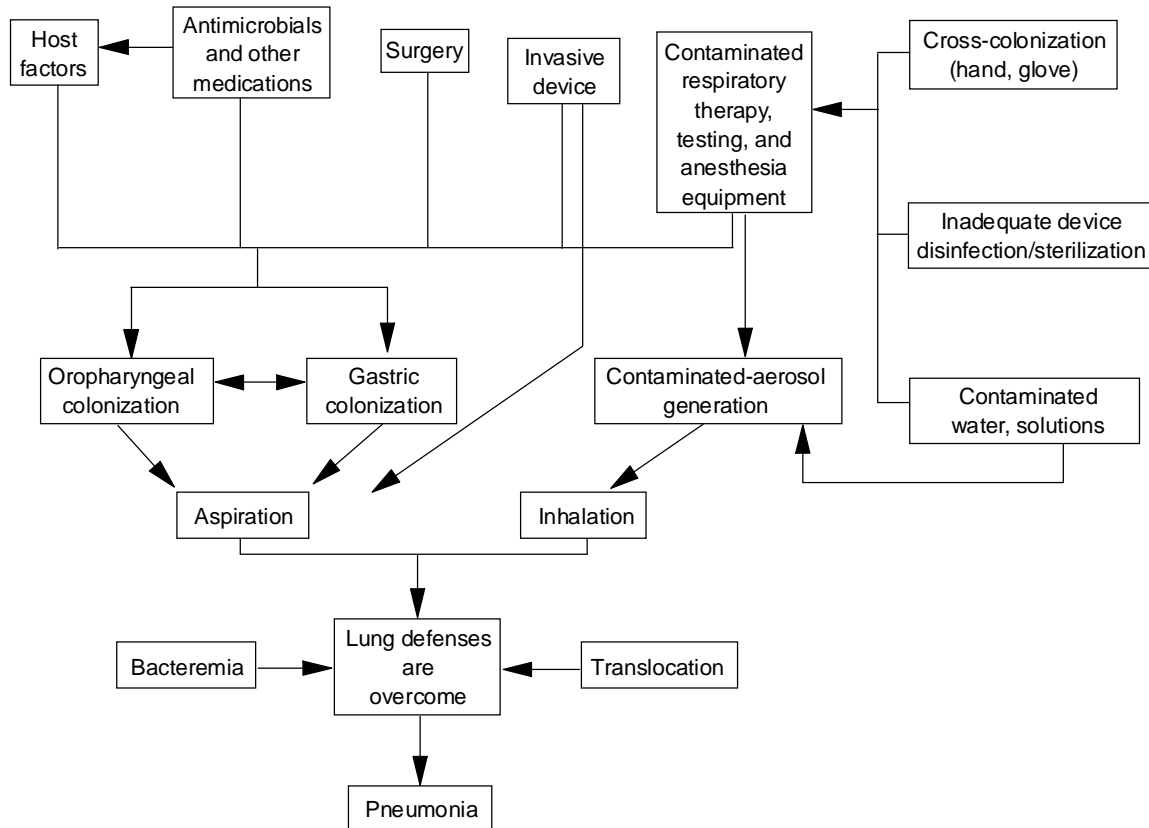 Host
factors
Antimicrobials
and other
medications
Surgery
Invasive
device
Contaminated
respiratory
therapy,
testing, and
anesthesia
equipment
Cross-colonization
(hand, glove)
Inadequate device
disinfection/sterilization
Contaminated
water, solutions
Oropharyngeal
colonization
Gastric
colonization
Contaminated-aerosol
generation
Aspiration
Inhalation
Bacteremia
Lung defenses
are
overcome
Translocation
Pneumonia